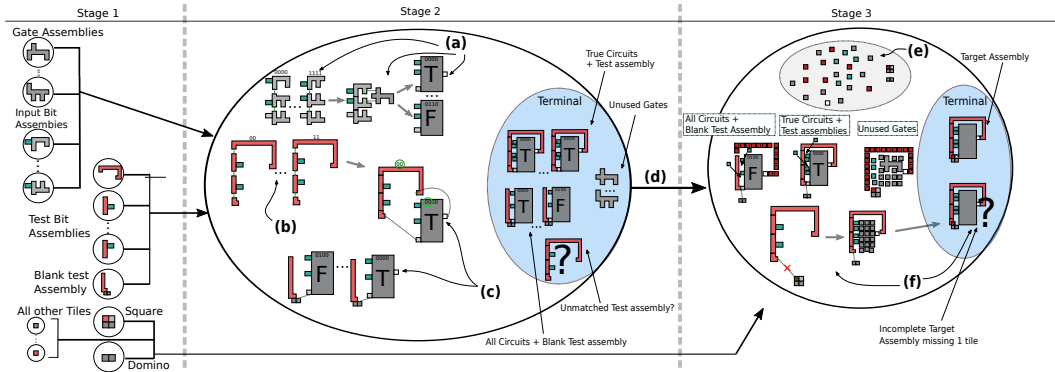 Stage 1
Stage 2
Stage 3
Gate Assemblies
Input Bit
Assembies
Test Bit
Assemblies
Blank test
Assembly
All other Tiles
Square
Domino
(a)
0000
1111
0000
T
0110
F
00
11
(b)
00
0000
T
0100
F
0000
T
(c)
True Circuits
+ Test assembly
Terminal
T
T
T
F
?
Unused Gates
Unmatched Test assembly?
All Circuits + Blank Test assembly
(d)
(e)
All Circuits +
Blank Test Assembly
True Circuits +
Test assemblies
Unused Gates
0100
F
T
Target Assembly
Terminal
?
(f)
Incomplete Target
Assembly missing 1 tile